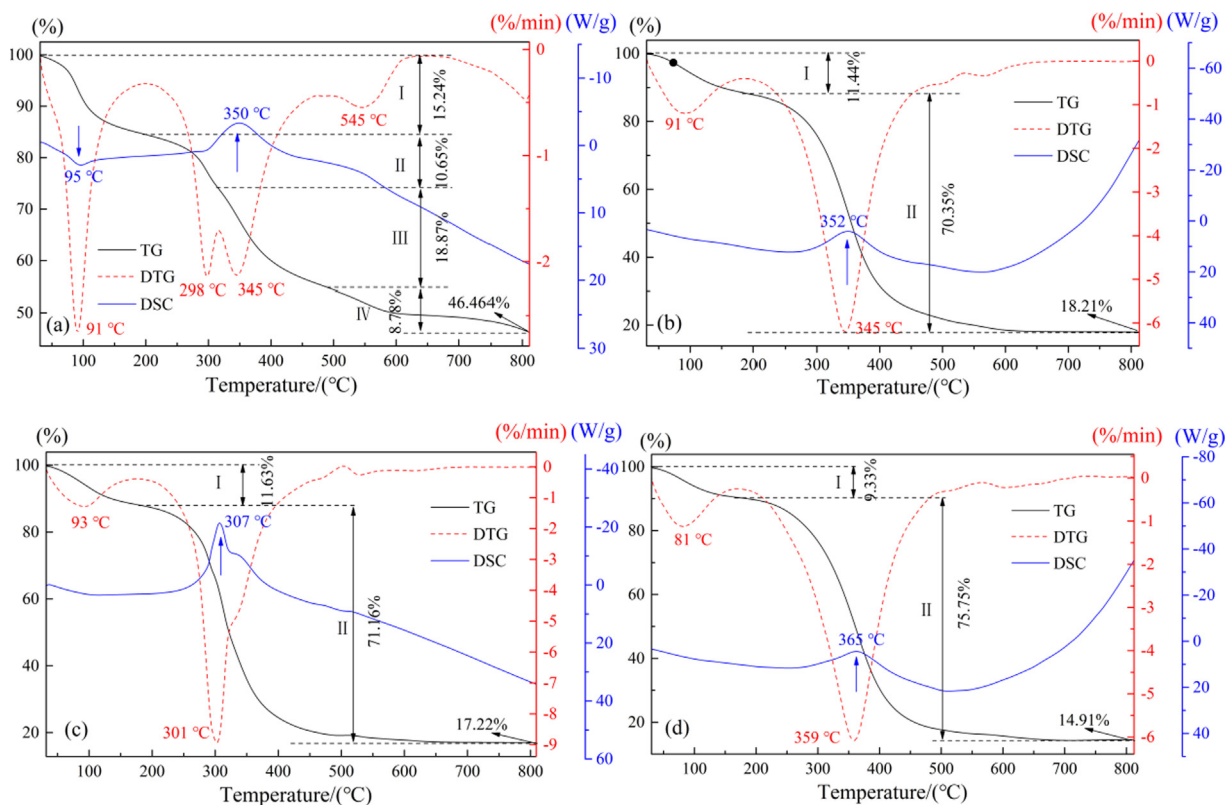 (%) (%/min) (W/g)
100
90
80
70
60
50
0
-1
-2
-10
0
10
20
30
I 15.24%
II 10.65%
III 18.87%
IV 8.78%
95 ℃
350 ℃
545 ℃
298 ℃
345 ℃
91 ℃
46.464%
TG
DTG
DSC
(a)
100 200 300 400 500 600 700 800
Temperature/(℃)
(%) (%/min) (W/g)
100
80
60
40
20
0
-1
-2
-3
-4
-5
-6
-60
-40
-20
0
20
40
I 11.44%
II 70.35%
91 ℃
352 ℃
345 ℃
18.21%
TG
DTG
DSC
(b)
100 200 300 400 500 600 700 800
Temperature/(℃)
(%) (%/min) (W/g)
100
80
60
40
20
0
-1
-2
-3
-4
-5
-6
-7
-8
-9
-40
-20
0
20
40
60
I 11.63%
II 71.16%
93 ℃
307 ℃
301 ℃
17.22%
TG
DTG
DSC
(c)
100 200 300 400 500 600 700 800
Temperature/(℃)
(%) (%/min) (W/g)
100
80
60
40
20
0
-1
-2
-3
-4
-5
-6
-80
-60
-40
-20
0
20
40
I 9.33%
II 75.75%
81 ℃
365 ℃
359 ℃
14.91%
TG
DTG
DSC
(d)
100 200 300 400 500 600 700 800
Temperature/(℃)